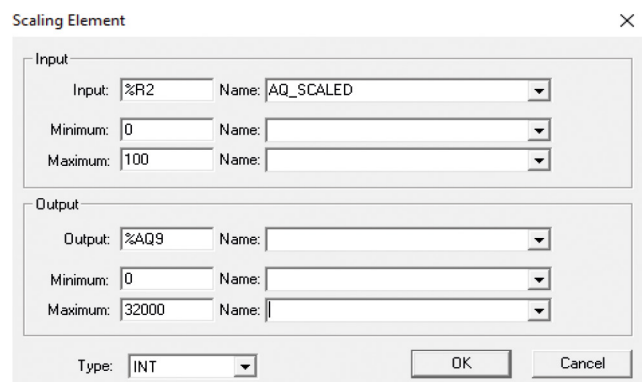 Scaling Element
Input
Input: %R2 Name: AQ_SCALED
Minimum: 0 Name:
Maximum: 100 Name:
Output
Output: %AQ9 Name:
Minimum: 0 Name:
Maximum: 32000 Name:
Type: INT OK Cancel